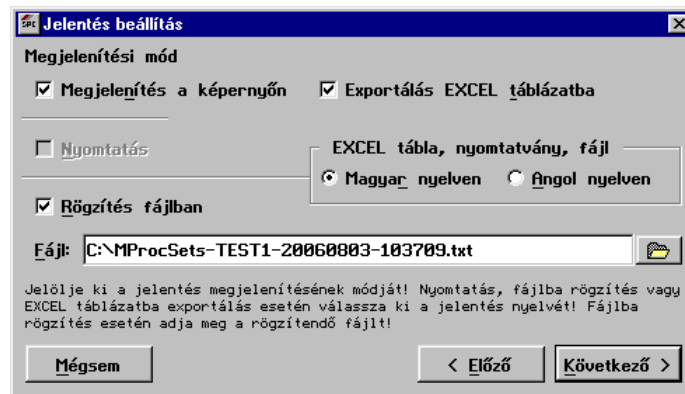 SPC Jelentés beállítás
Megjelenítési mód
Megjelenítés a képernyőn Exportálás EXCEL táblázatba
Nyomtatás
EXCEL tábla, nyomtatvány, fájl
Magyar nyelven Angol nyelven
Rögzítés fájlban
Fájl: C:\MProcSets-TEST1-20060803-103709.txt
Jelölje ki a jelentés megjelenítésének módját! Nyomtatás, fájlba rögzítés vagy
EXCEL táblázatba exportálás esetén válassza ki a jelentés nyelvét! Fájlba
rögzítés esetén adja meg a rögzítendő fájlt!
Mégsem < Előző Következő >